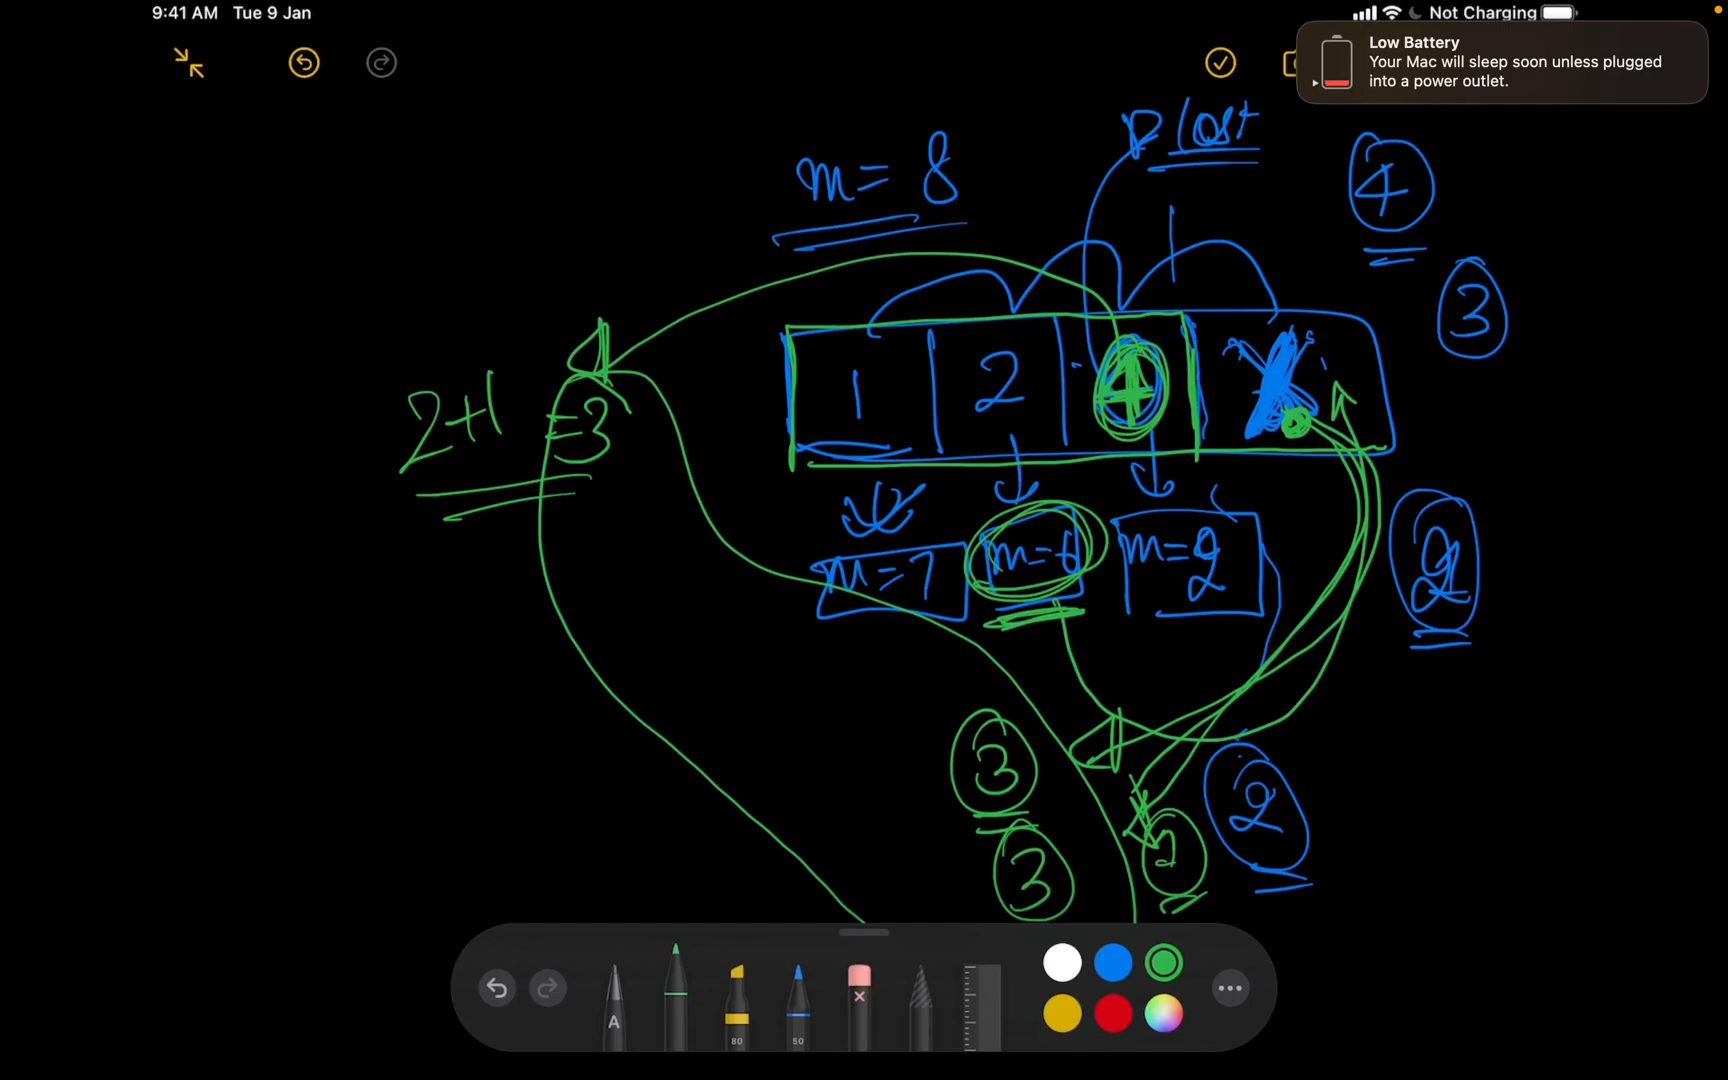 9:41 AM Tue 9 Jan
Not Charging
Low Battery
Your Mac will sleep soon unless plugged
into a power outlet.
last
m = 8
4
3
1 2 4
2+1 = 3
m = 7
m = 6
m = 2
2
3
2
3
2
A
80
50